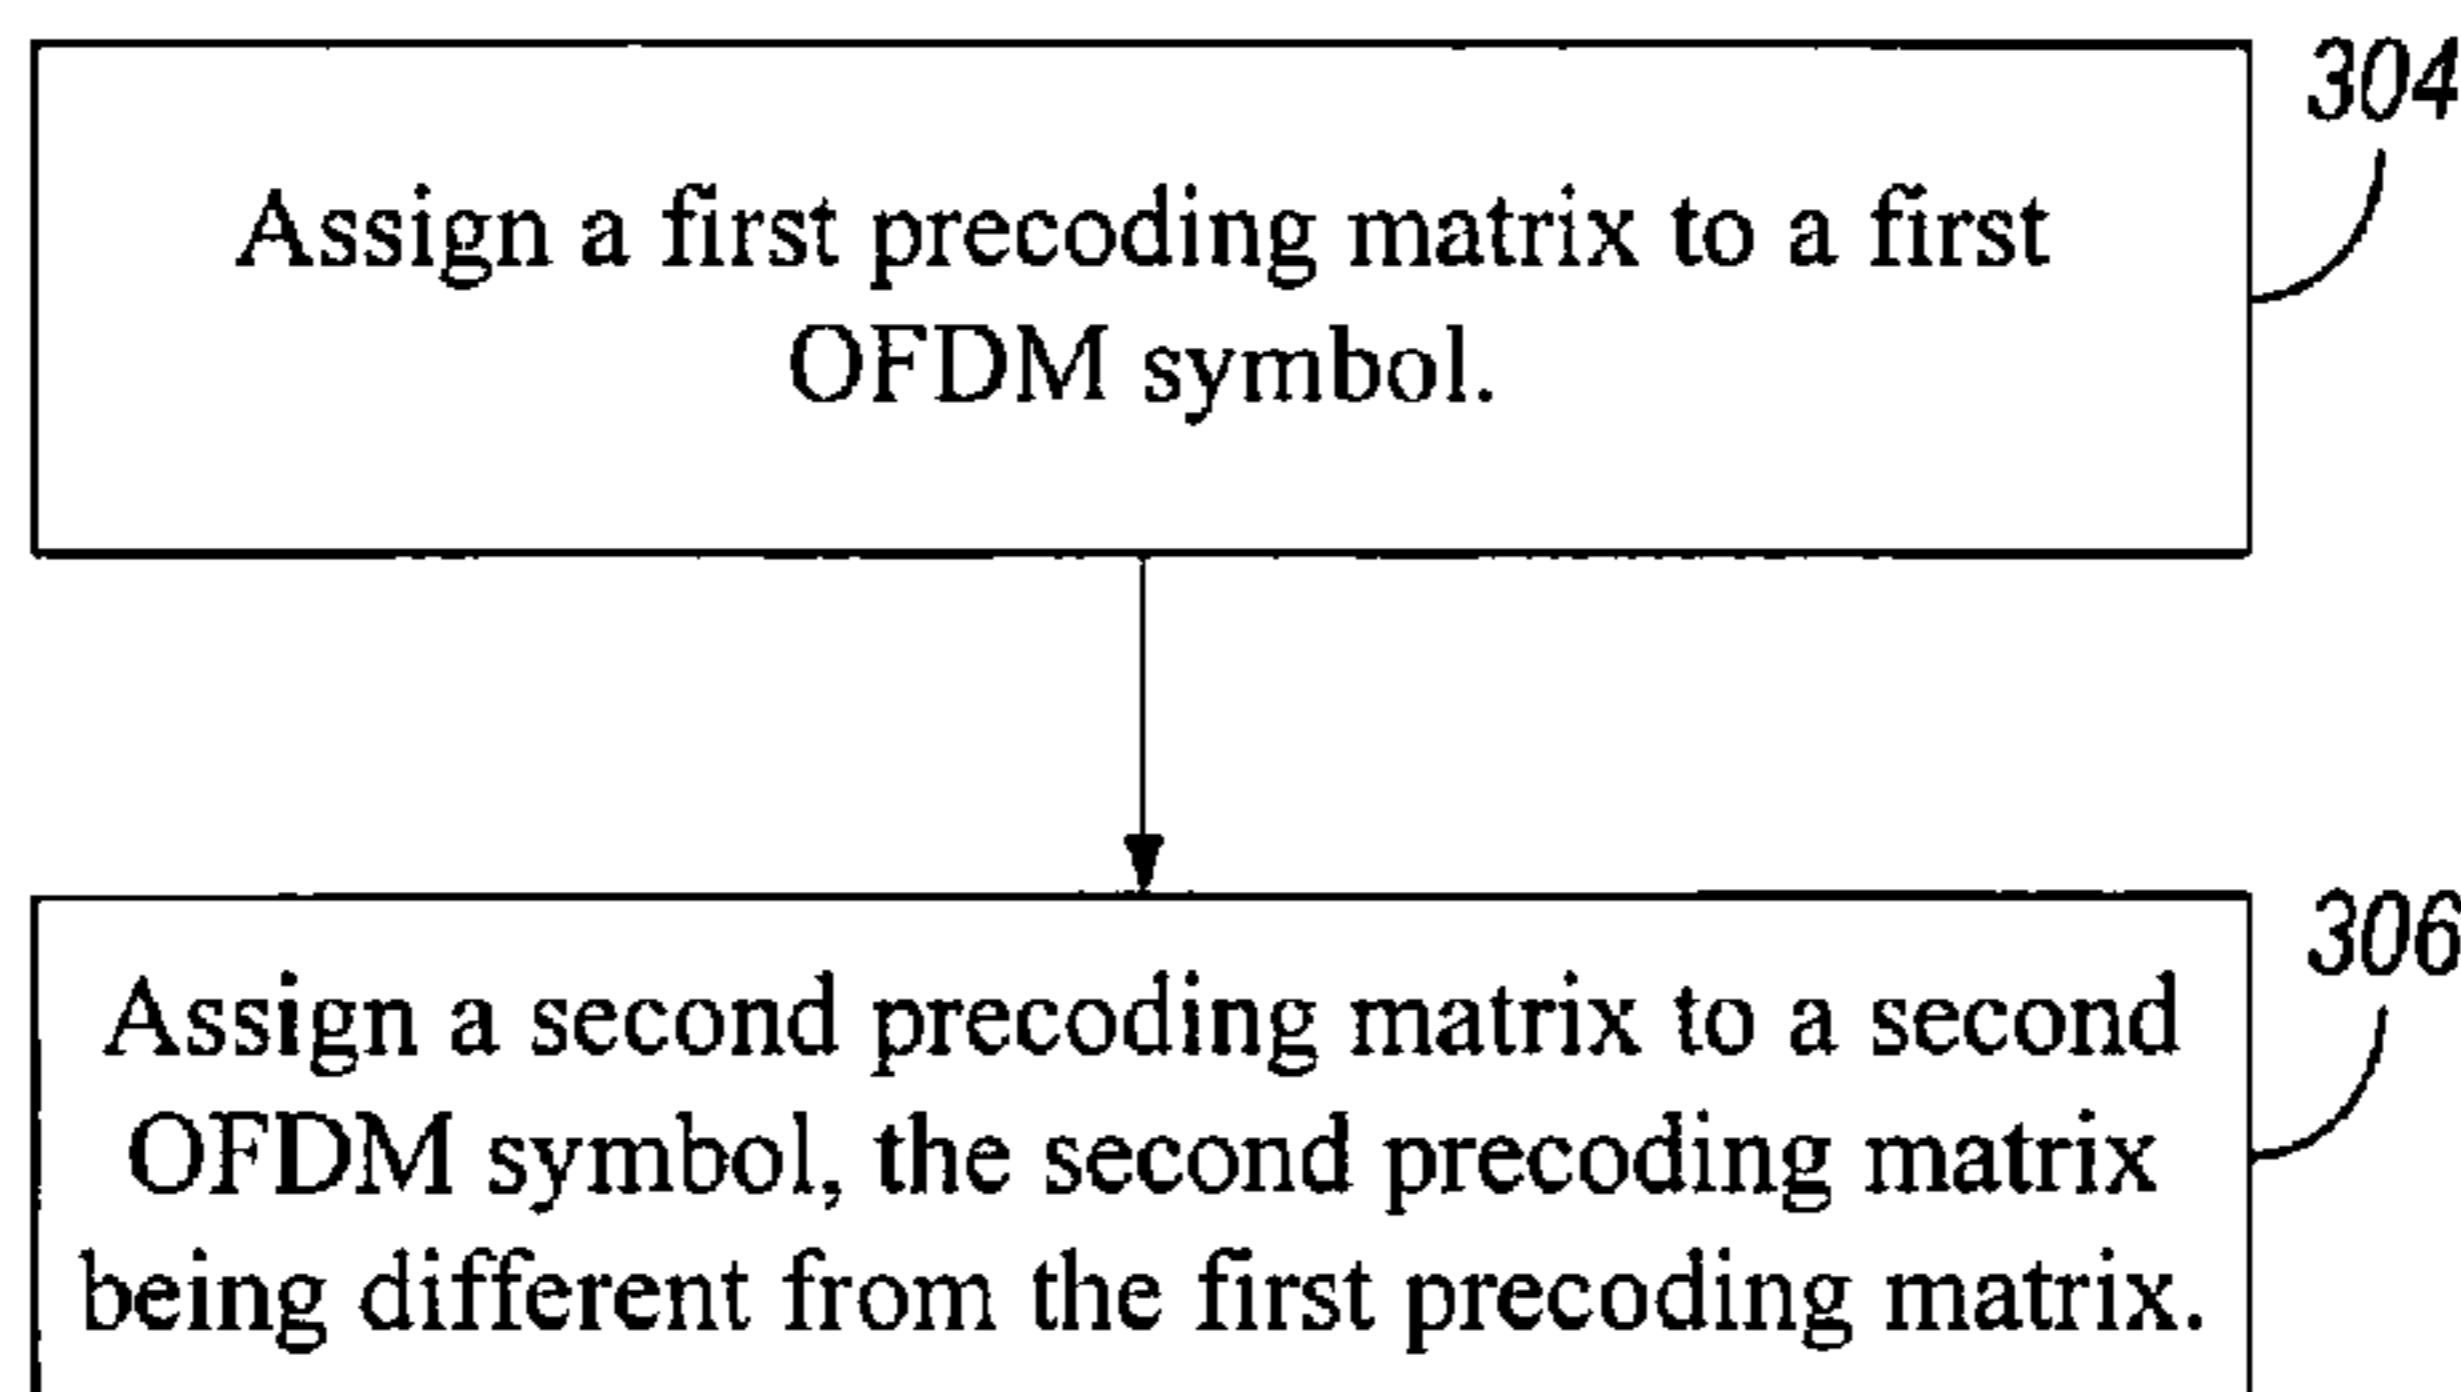 304
Assign a first precoding matrix to a first
OFDM symbol.
306
Assign a second precoding matrix to a second
OFDM symbol, the second precoding matrix
being different from the first precoding matrix.